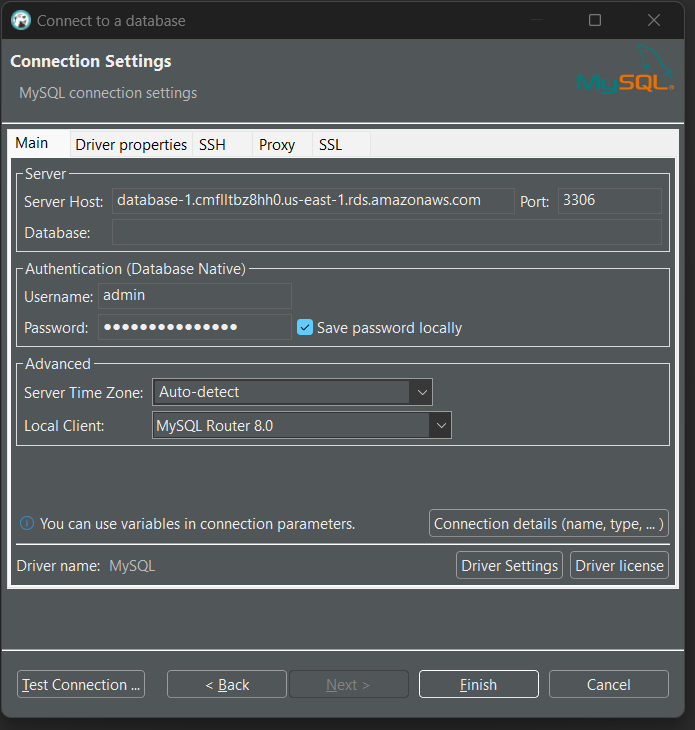 Connect to a database
Connection Settings
MySQL connection settings
MySQL
Main Driver properties SSH Proxy SSL
Server
Server Host: database-1.cmflltbz8hh0.us-east-1.rds.amazonaws.com Port: 3306
Database:
Authentication (Database Native)
Username: admin
Password: ••••••••••••••• Save password locally
Advanced
Server Time Zone: Auto-detect
Local Client: MySQL Router 8.0
You can use variables in connection parameters. Connection details (name, type, ... )
Driver name: MySQL Driver Settings Driver license
Test Connection ... < Back Next > Finish Cancel